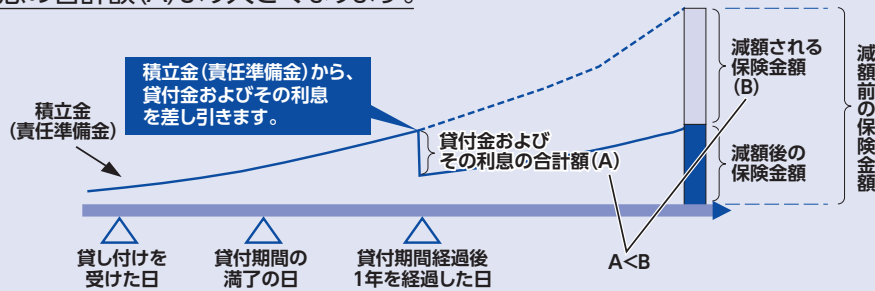 息の合計額(A)より大きくなります。
積立金(責任準備金)から、
貸付金およびその利息
を差し引きます。
積立金
(責任準備金)
貸付金および
その利息の合計額(A)
減額される
保険金額
(B)
減額後の
保険金額
減額前の保険金額
貸し付けを
受けた日
貸付期間の
満了の日
貸付期間経過後
1年を経過した日
A<B